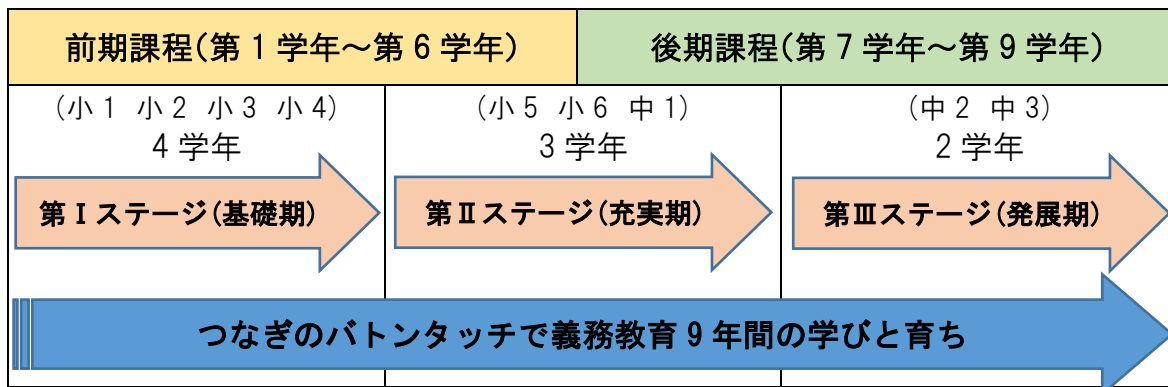 前期課程(第1学年～第6学年)
後期課程(第7学年～第9学年)
(小1 小2 小3 小4)
4学年
(小5 小6 中1)
3学年
(中2 中3)
2学年
第Ⅰステージ(基礎期)
第Ⅱステージ(充実期)
第Ⅲステージ(発展期)
つなぎのバトンタッチで義務教育9年間の学びと育ち